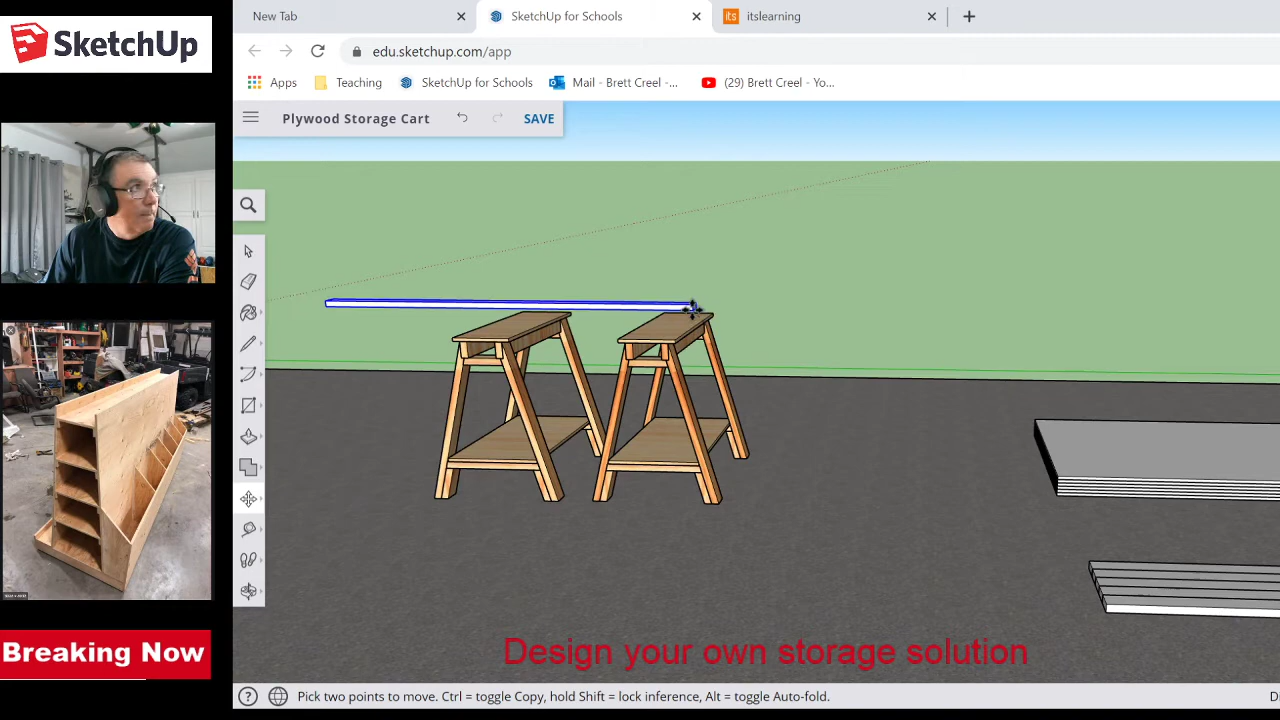 SketchUp
New Tab
SketchUp for Schools
its itslearning
edu.sketchup.com/app
Apps
Teaching
SketchUp for Schools
Mail - Brett Creel -...
(29) Brett Creel - Yo...
Plywood Storage Cart
SAVE
Breaking Now
Design your own storage solution
Pick two points to move. Ctrl = toggle Copy, hold Shift = lock inference, Alt = toggle Auto-fold.